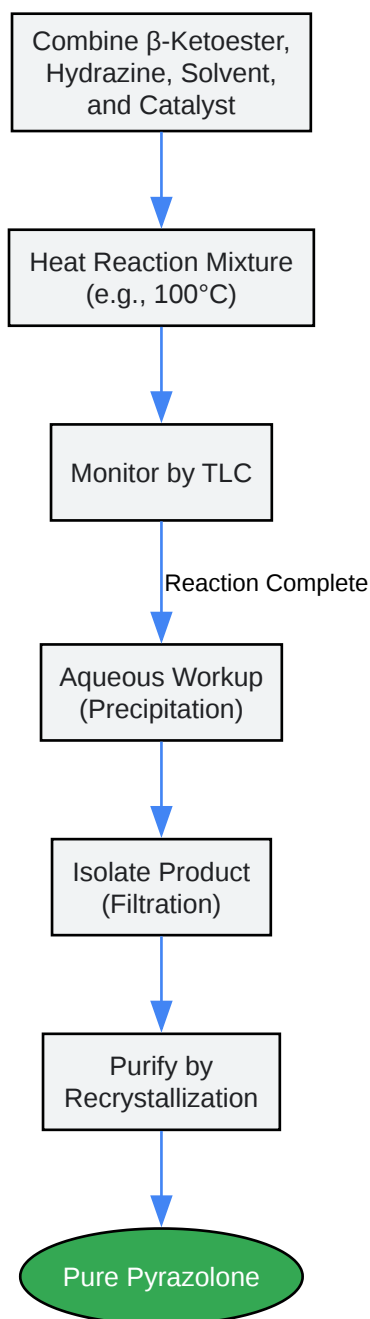 Combine β-Ketoester,
Hydrazine, Solvent,
and Catalyst
Heat Reaction Mixture
(e.g., 100°C)
Monitor by TLC
Reaction Complete
Aqueous Workup
(Precipitation)
Isolate Product
(Filtration)
Purify by
Recrystallization
Pure Pyrazolone